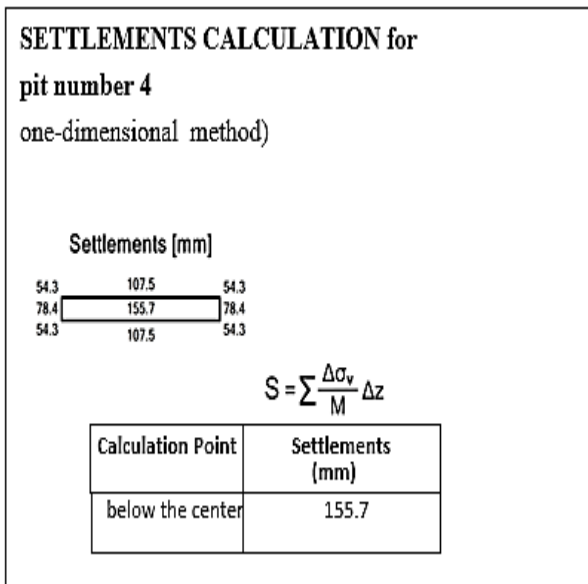 SETTLEMENTS CALCULATION for
pit number 4
one-dimensional method)
Settlements [mm]
54.3 107.5 54.3
78.4 155.7 78.4
54.3 107.5 54.3
S = Σ Δσᵥ/M Δz
Calculation Point Settlements
(mm)
below the center 155.7